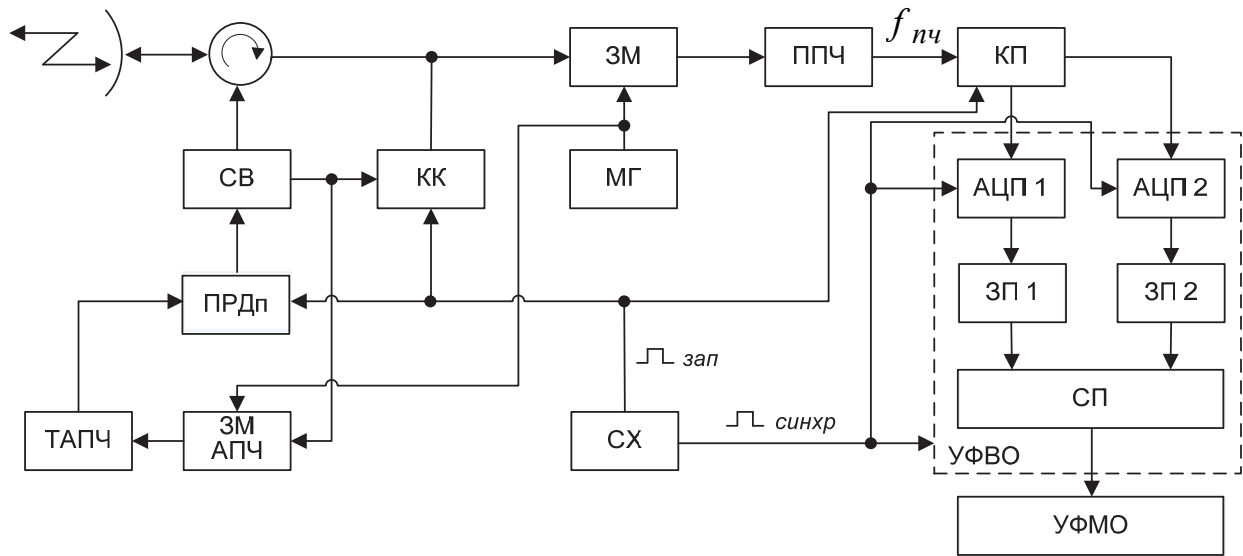 f пч
ЗМ
ППЧ
КП
СВ
КК
МГ
АЦП 1
АЦП 2
ПРДп
ЗП 1
ЗП 2
зап
СП
ТАПЧ
ЗМ
АПЧ
СХ
синхр
УФВО
УФМО